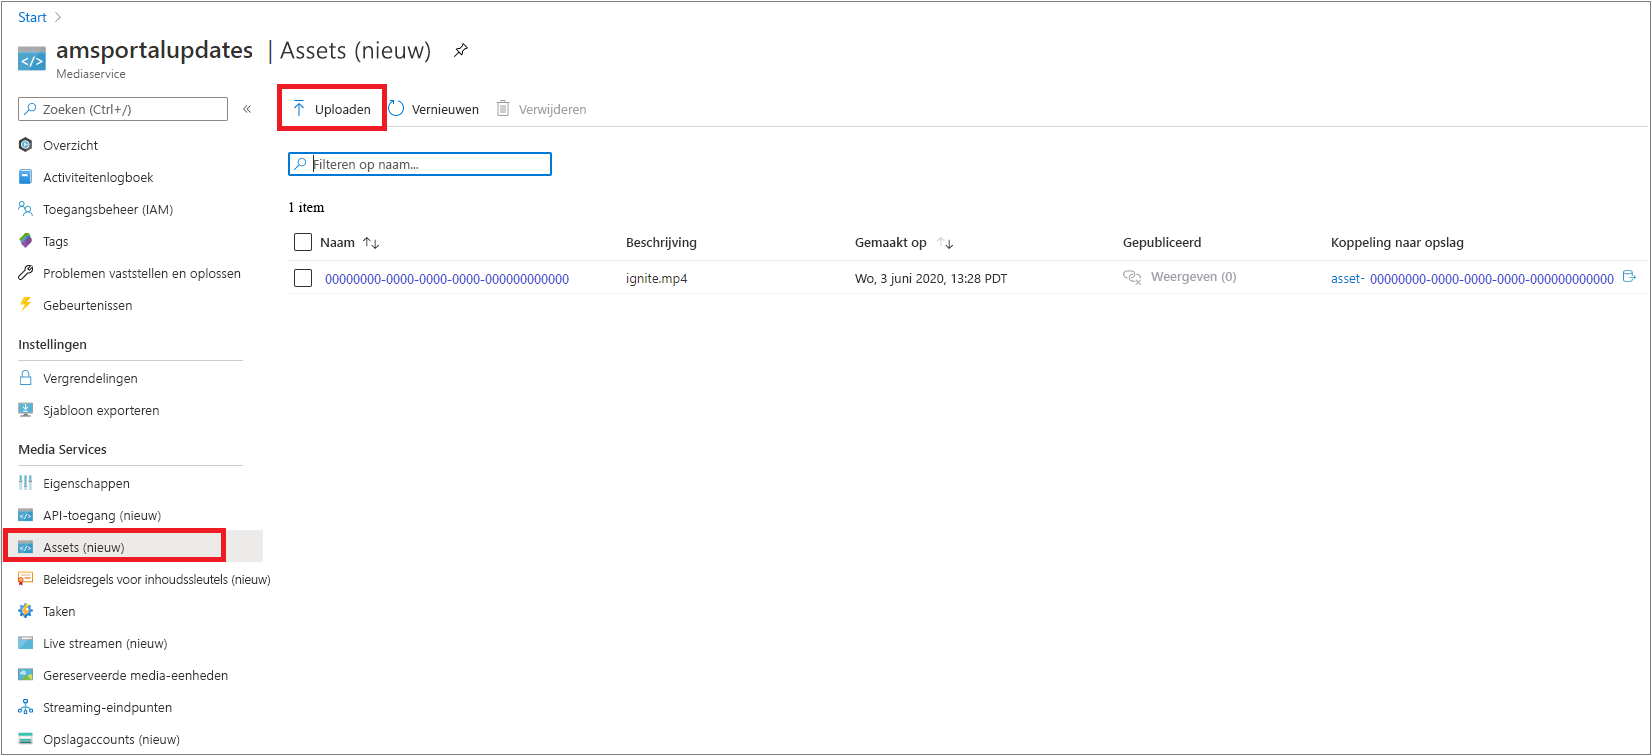 Start
amsportalupdates | Assets (nieuw)
Mediaservice
Zoeken (Ctrl+/)
«
Overzicht
Activiteitenlogboek
Toegangsbeheer (IAM)
Tags
Problemen vaststellen en oplossen
Gebeurtenissen
Instellingen
Vergrendelingen
Sjabloon exporteren
Media Services
Eigenschappen
API-toegang (nieuw)
Assets (nieuw)
Beleidsregels voor inhoudssleutels (nieuw)
Taken
Live streamen (nieuw)
Gereserveerde media-eenheden
Streaming-eindpunten
Opslagaccounts (nieuw)
Uploaden Vernieuwen Verwijderen
Filteren op naam...
1 item
Naam ↑↓ Beschrijving Gemaakt op ↑↓ Gepubliceerd Koppeling naar opslag
00000000-0000-0000-0000-000000000000 ignite.mp4 Wo, 3 juni 2020, 13:28 PDT Weergeven (0) asset- 00000000-0000-0000-0000-000000000000